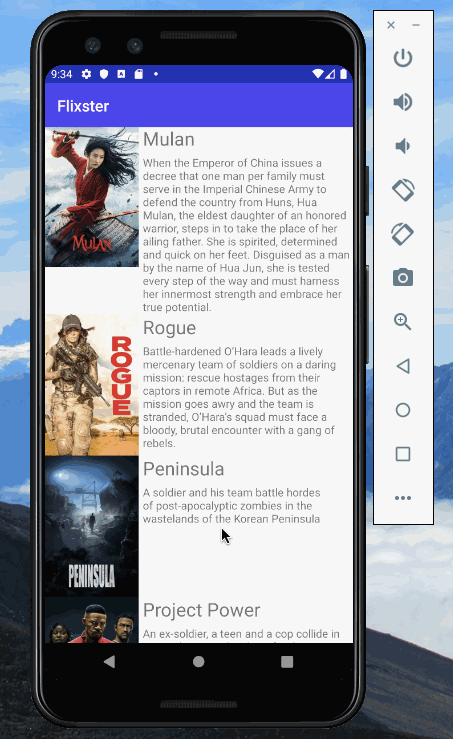 9:34
Flixster
MULAN
Mulan
When the Emperor of China issues a
decree that one man per family must
serve in the Imperial Chinese Army to
defend the country from Huns, Hua
Mulan, the eldest daughter of an honored
warrior, steps in to take the place of her
ailing father. She is spirited, determined
and quick on her feet. Disguised as a man
by the name of Hua Jun, she is tested
every step of the way and must harness
her innermost strength and embrace her
true potential.
ROGUE
Rogue
Battle-hardened O’Hara leads a lively
mercenary team of soldiers on a daring
mission: rescue hostages from their
captors in remote Africa. But as the
mission goes awry and the team is
stranded, O’Hara’s squad must face a
bloody, brutal encounter with a gang of
rebels.
PENINSULA
Peninsula
A soldier and his team battle hordes
of post-apocalyptic zombies in the
wastelands of the Korean Peninsula
Project Power
An ex-soldier, a teen and a cop collide in